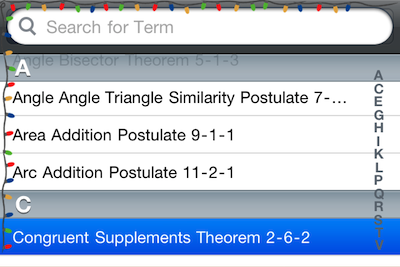 Search for Term
Angle Bisector Theorem 5-1-3
A
Angle Angle Triangle Similarity Postulate 7-…
Area Addition Postulate 9-1-1
Arc Addition Postulate 11-2-1
C
Congruent Supplements Theorem 2-6-2
A
C
E
G
H
I
K
L
P
Q
R
S
T
V